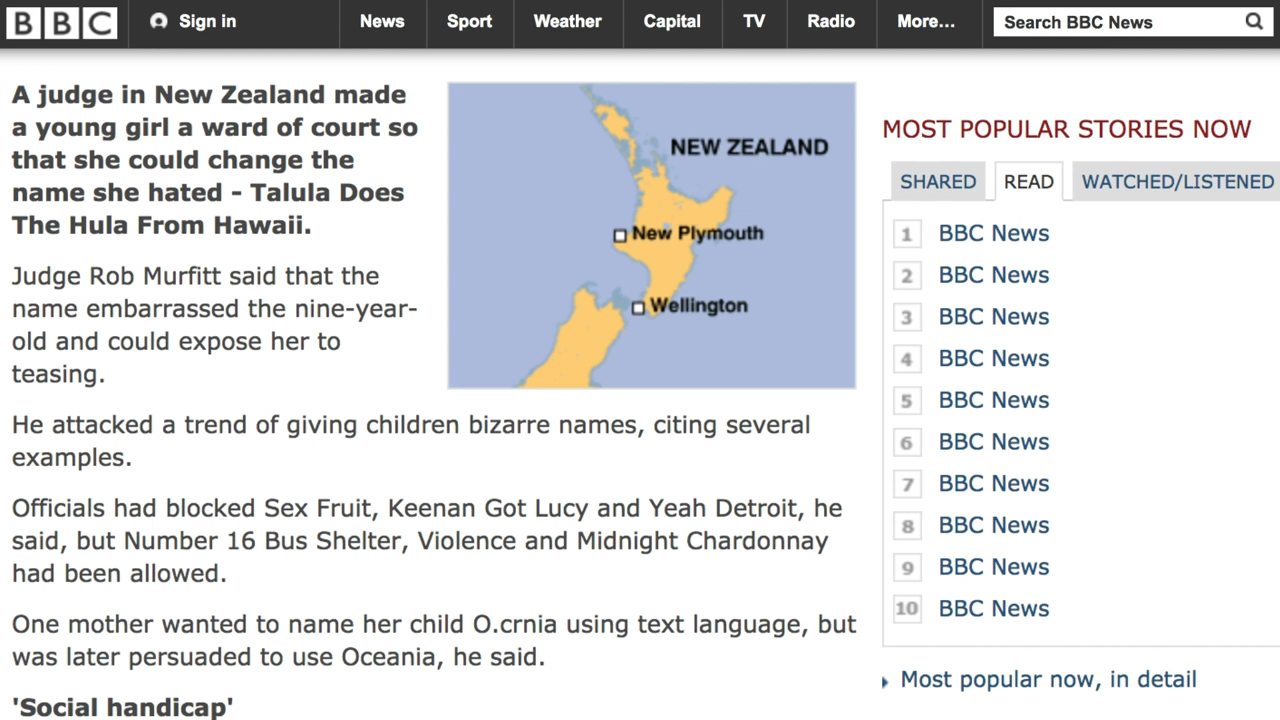 BBC Sign in News Sport Weather Capital TV Radio More... Search BBC News
A judge in New Zealand made
a young girl a ward of court so
that she could change the
name she hated - Talula Does
The Hula From Hawaii.
Judge Rob Murfitt said that the
name embarrassed the nine-year-
old and could expose her to
teasing.
NEW ZEALAND
New Plymouth
Wellington
He attacked a trend of giving children bizarre names, citing several
examples.
Officials had blocked Sex Fruit, Keenan Got Lucy and Yeah Detroit, he
said, but Number 16 Bus Shelter, Violence and Midnight Chardonnay
had been allowed.
One mother wanted to name her child O.crnia using text language, but
was later persuaded to use Oceania, he said.
'Social handicap'
MOST POPULAR STORIES NOW
SHARED READ WATCHED/LISTENED
1 BBC News
2 BBC News
3 BBC News
4 BBC News
5 BBC News
6 BBC News
7 BBC News
8 BBC News
9 BBC News
10 BBC News
Most popular now, in detail